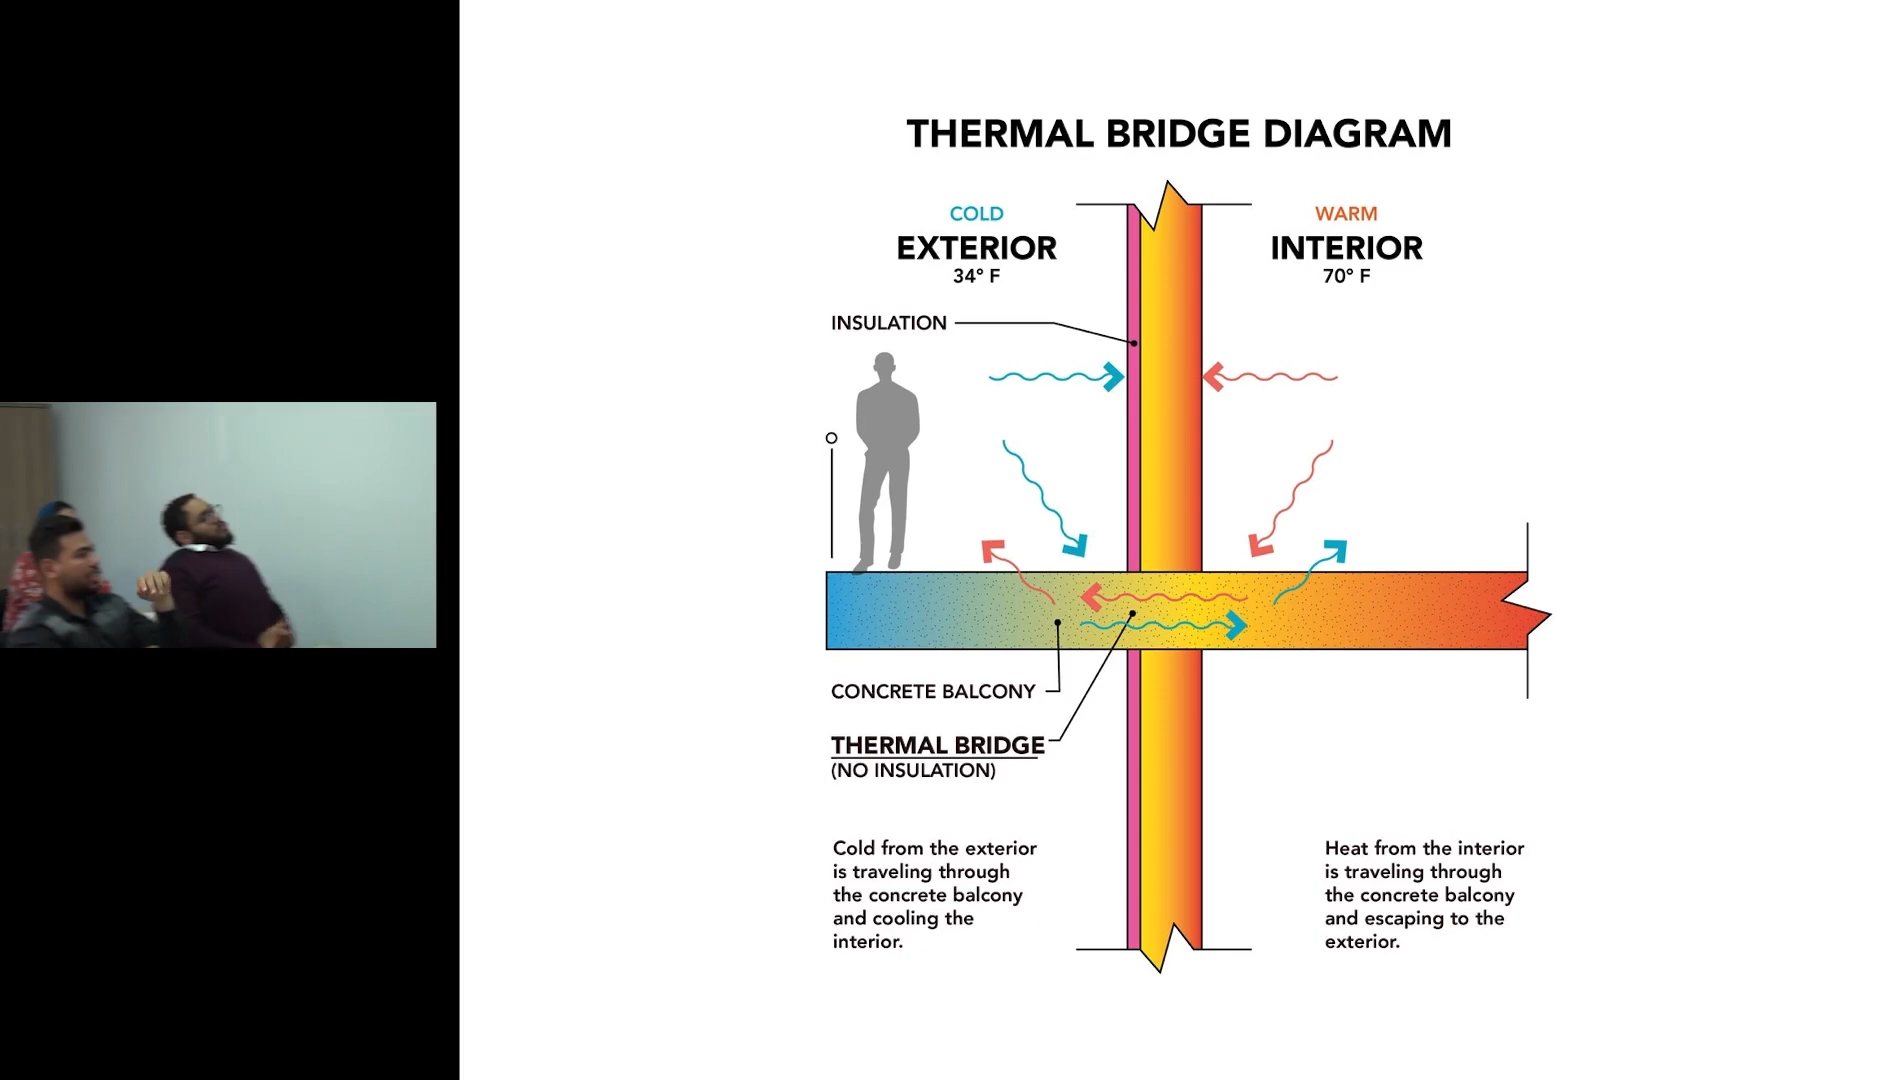 THERMAL BRIDGE DIAGRAM
COLD
EXTERIOR
34° F
WARM
INTERIOR
70° F
INSULATION
CONCRETE BALCONY
THERMAL BRIDGE
(NO INSULATION)
Cold from the exterior
is traveling through
the concrete balcony
and cooling the
interior.
Heat from the interior
is traveling through
the concrete balcony
and escaping to the
exterior.